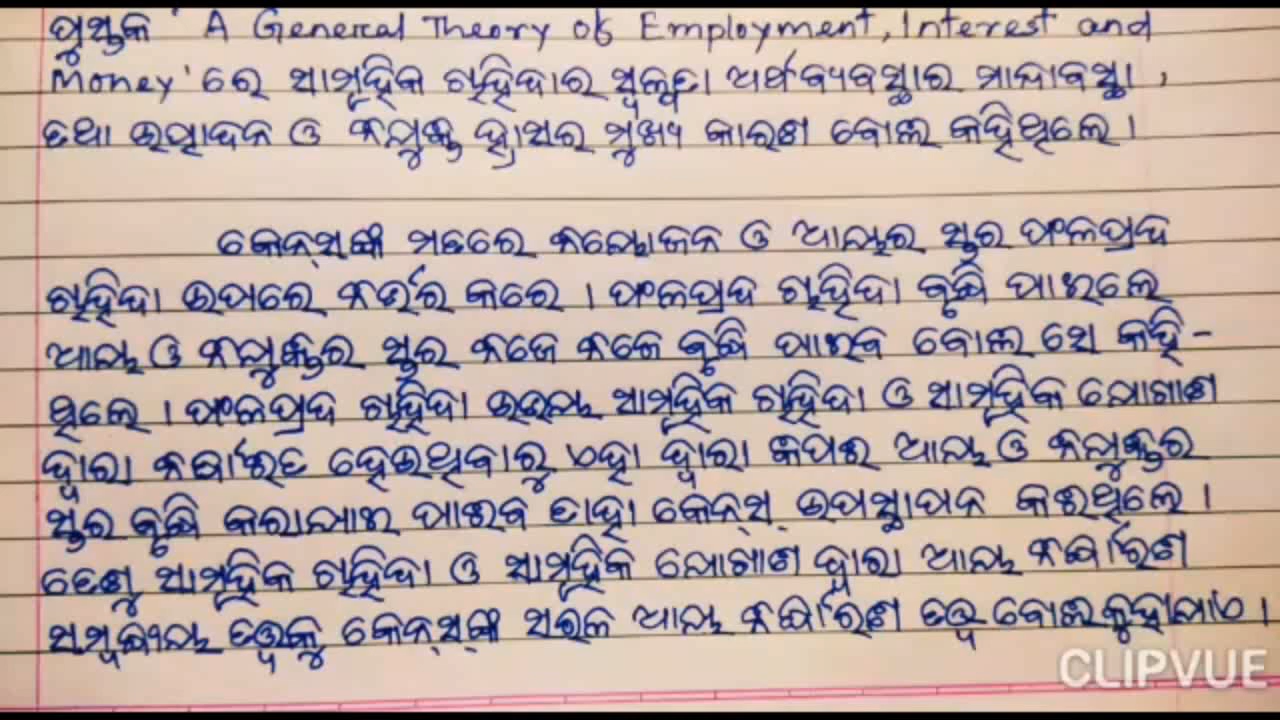 ପୁସ୍ତକ 'A General Theory of Employment, Interest and
Money' ରେ ସାମୂହିକ ଚାହିଦାର ସ୍ୱଳ୍ପତା ଅର୍ଥବ୍ୟବସ୍ଥାର ମାନ୍ଦାବସ୍ଥା,
ତଥା ଉତ୍ପାଦନ ଓ ନିଯୁକ୍ତି ହ୍ରାସର ମୁଖ୍ୟ କାରଣ ବୋଲି କହିଥିଲେ ।
କେନ୍‌ସଙ୍କ ମତରେ ନିୟୋଜନ ଓ ଆୟର ସ୍ତର ଫଳପ୍ରଦ
ଚାହିଦା ଉପରେ ନିର୍ଭର କରେ । ଫଳପ୍ରଦ ଚାହିଦା ବୃଦ୍ଧି ପାଇଲେ
ଆୟ ଓ ନିଯୁକ୍ତିର ସ୍ତର ନିଜେ ନିଜେ ବୃଦ୍ଧି ପାଇବ ବୋଲି ସେ କହି-
ଥିଲେ । ଫଳପ୍ରଦ ଚାହିଦା ଉଭୟ ସାମୂହିକ ଚାହିଦା ଓ ସାମୂହିକ ଯୋଗାଣ
ଦ୍ୱାରା ନିର୍ଦ୍ଧାରିତ ହେଉଥିବାରୁ ଏହା ଦ୍ୱାରା କିପରି ଆୟ ଓ ନିଯୁକ୍ତିର
ସ୍ତର ବୃଦ୍ଧି କରାଯାଇ ପାରିବ ତାହା କେନ୍‌ସ୍ ଉପସ୍ଥାପନ କରିଥିଲେ ।
ତେଣୁ ସାମୂହିକ ଚାହିଦା ଓ ସାମୂହିକ ଯୋଗାଣ ଦ୍ୱାରା ଆୟ ନିର୍ଦ୍ଧାରଣ
ସମ୍ବନ୍ଧୀୟ ତତ୍ତ୍ୱକୁ କେନ୍‌ସ୍‌ଙ୍କ ସରଳ ଆୟ ନିର୍ଦ୍ଧାରଣ ତତ୍ତ୍ୱ ବୋଲି କୁହାଯାଏ ।
CLIPVUE